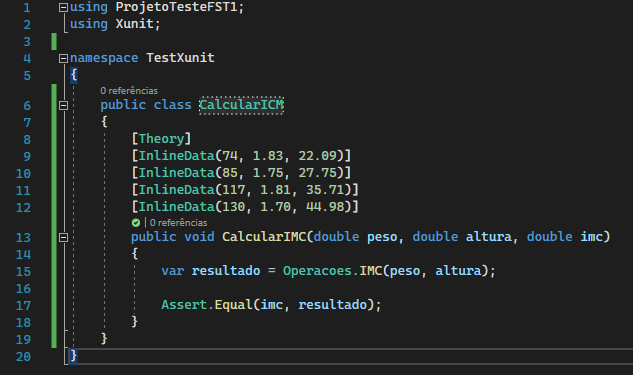 1 using ProjetoTesteFST1;
2 using Xunit;
3
4 namespace TestXunit
5 {
0 referências
6 public class CalcularICM
7 {
8 [Theory]
9 [InlineData(74, 1.83, 22.09)]
10 [InlineData(85, 1.75, 27.75)]
11 [InlineData(117, 1.81, 35.71)]
12 [InlineData(130, 1.70, 44.98)]
| 0 referências
13 public void CalcularIMC(double peso, double altura, double imc)
14 {
15 var resultado = Operacoes.IMC(peso, altura);
16
17 Assert.Equal(imc, resultado);
18 }
19 }
20 }